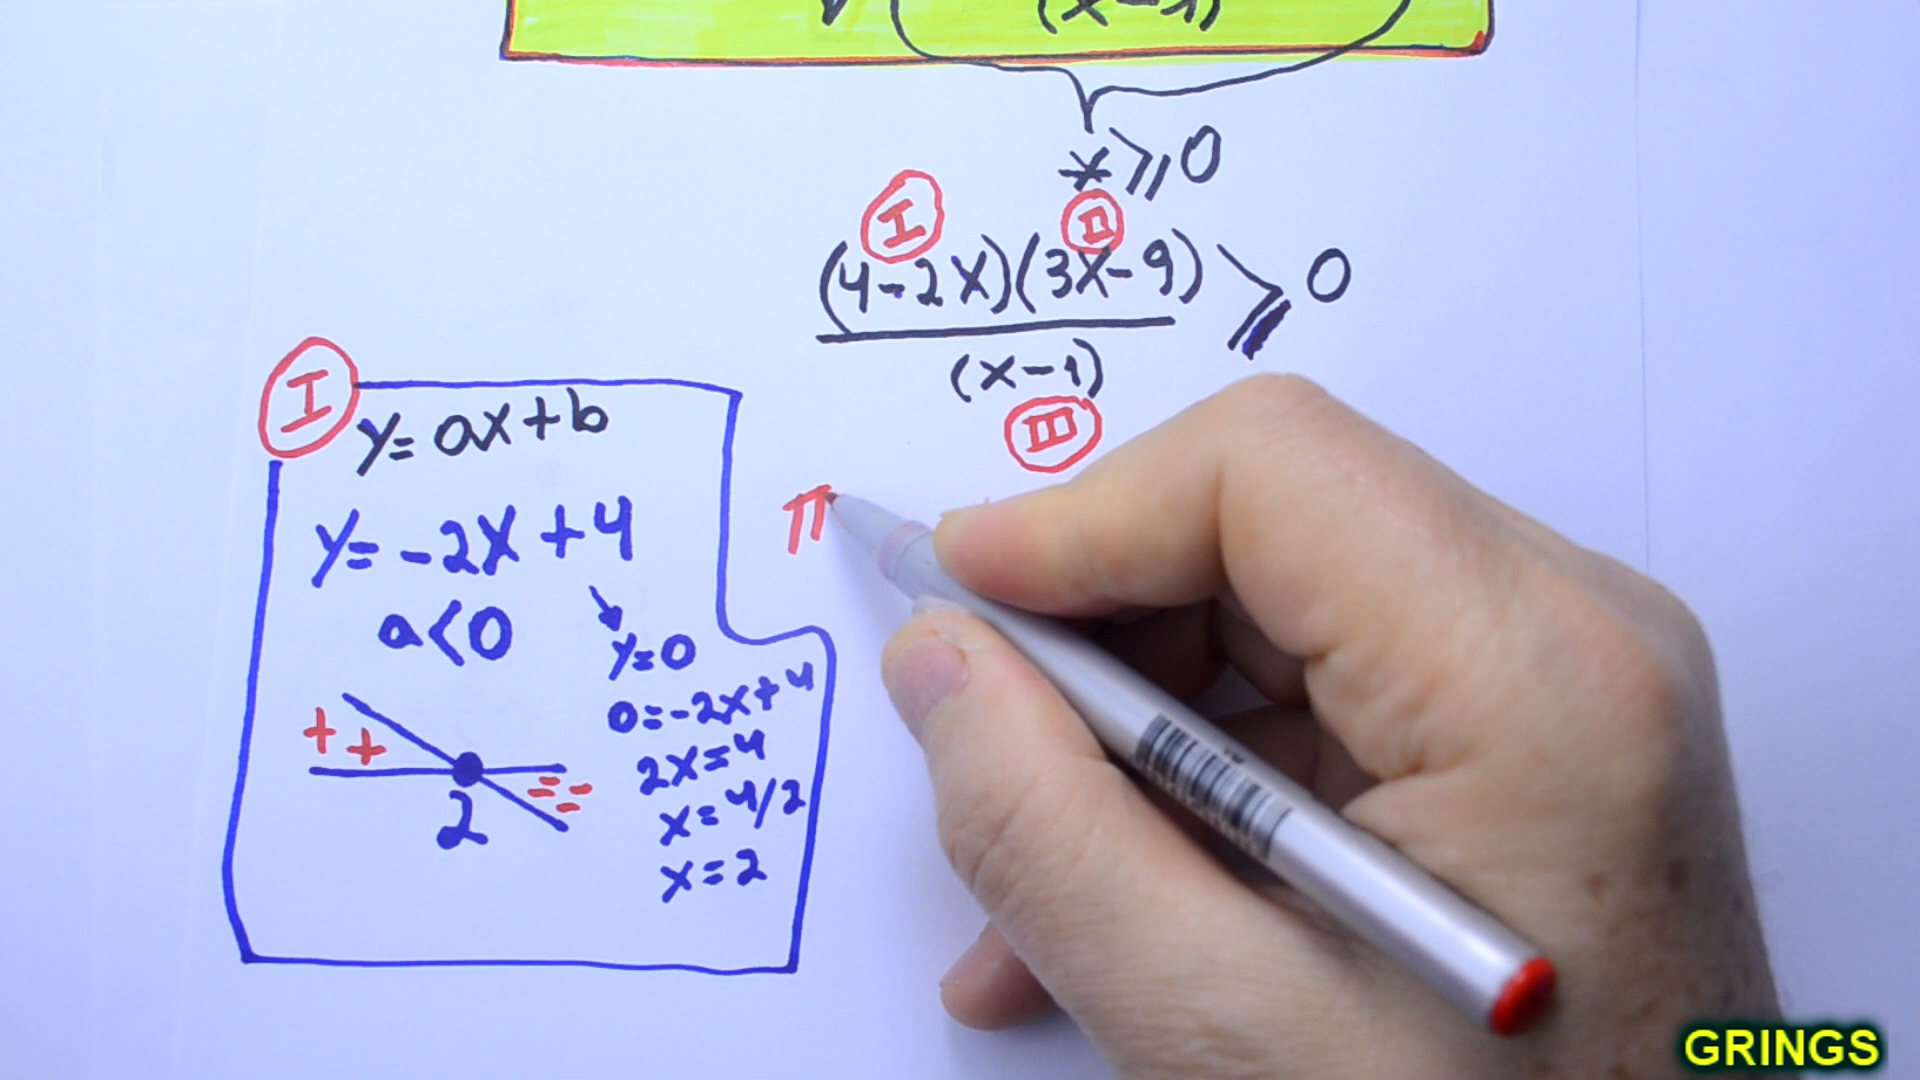 (x-1)
x ⩾ 0
I
II
(4-2x)(3x-9) ⩾ 0
(x-1)
III
I
y=ax+b
y=-2x+4
a<0
y=0
0=-2x+4
2x=4
x=4/2
x=2
+ +
- - -
2
II
GRINGS